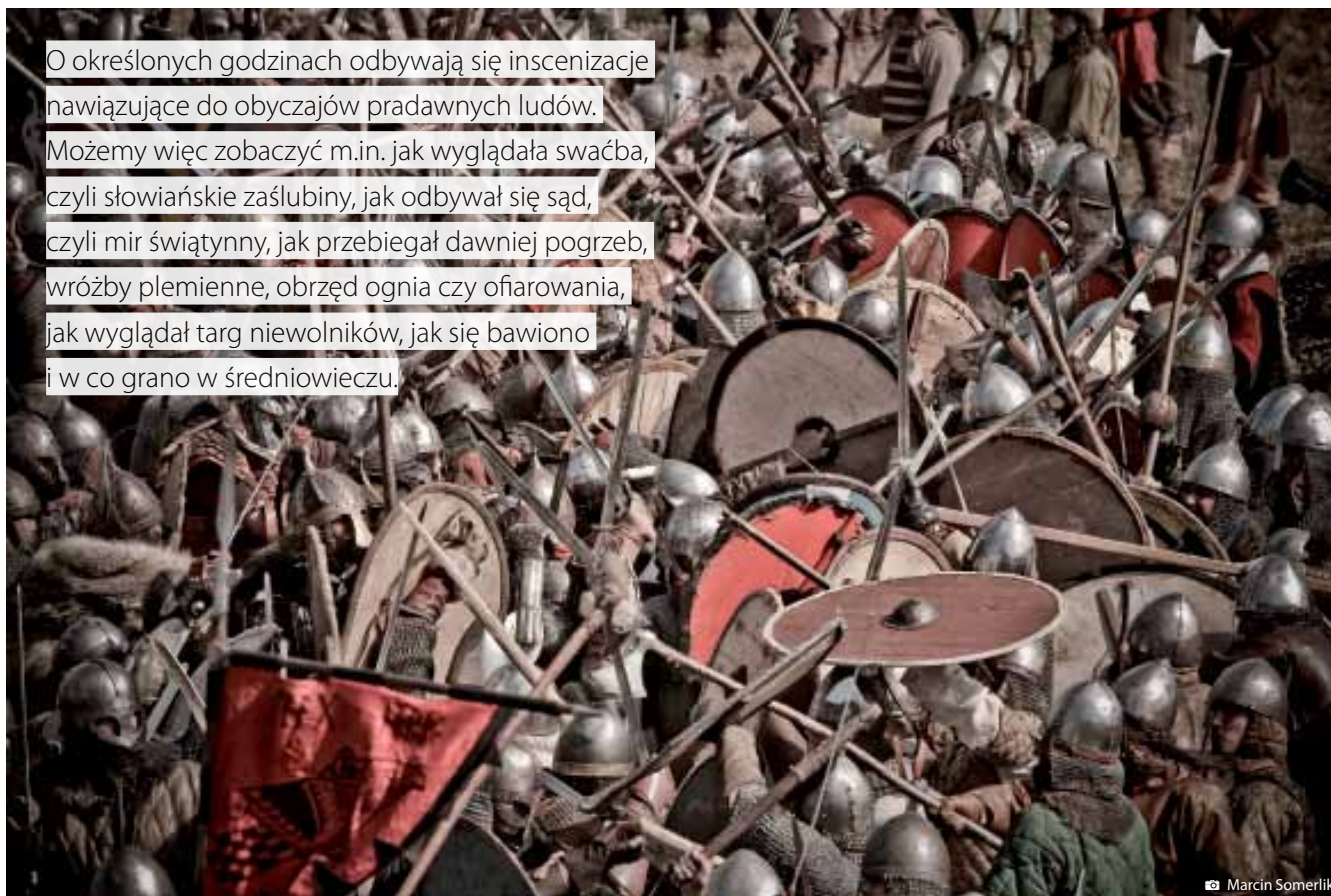 O określonych godzinach odbywają się inscenizacje
nawiązujące do obyczajów pradawnych ludów.
Możemy więc zobaczyć m.in. jak wyglądała swaćba,
czyli słowiańskie zaślubiny, jak odbywał się sąd,
czyli mir świątynny, jak przebiegał dawniej pogrzeb,
wróżby plemienne, obrzęd ognia czy ofiarowania,
jak wyglądał targ niewolników, jak się bawiono
i w co grano w średniowieczu.
Marcin Somerlik